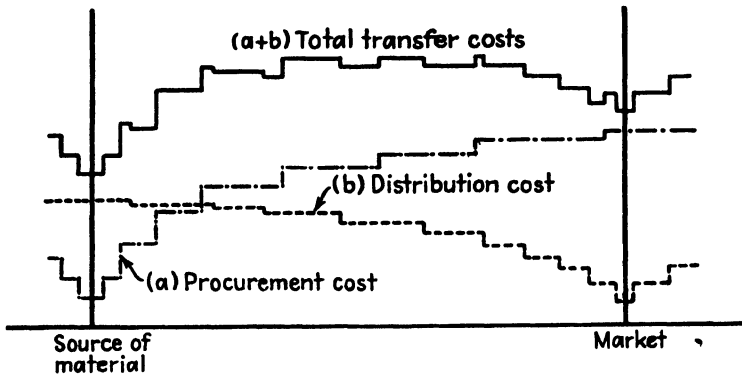 (a+b) Total transfer costs
(b) Distribution cost
(a) Procurement cost
Source of
material
Market